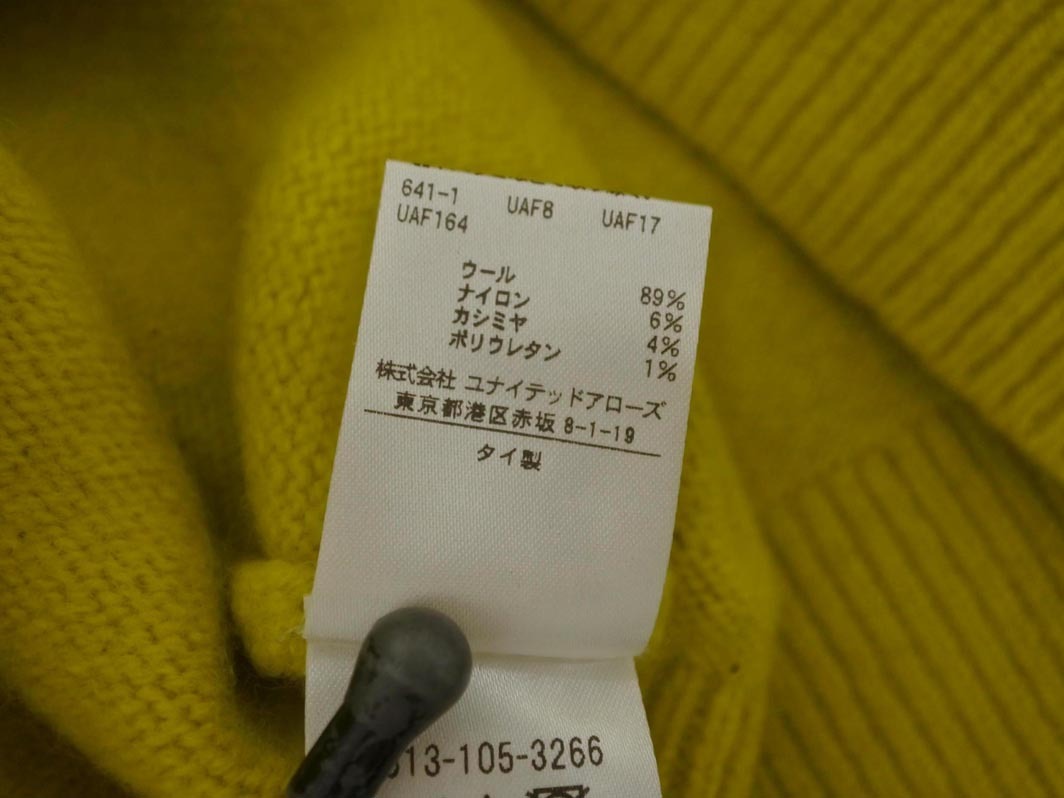 641-1 UAF8 UAF17
UAF164
ウール 89%
ナイロン 6%
カシミヤ 4%
ポリウレタン 1%
株式会社 ユナイテッドアローズ
東京都港区赤坂 8-1-19
タイ製
13-105-3266